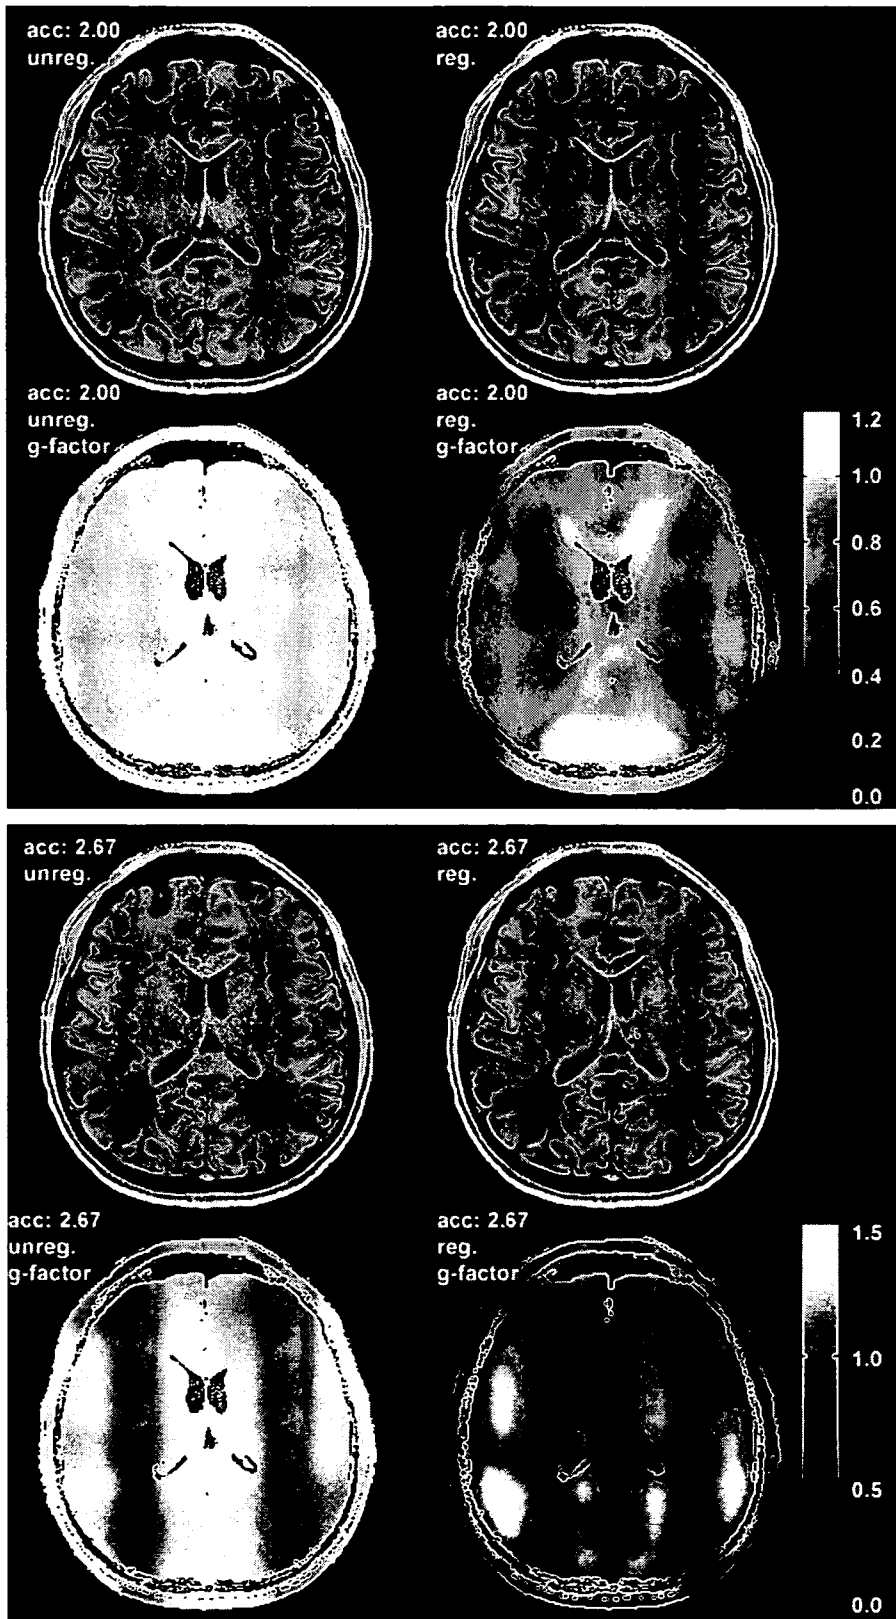 acc: 2.00
unreg.
acc: 2.00
reg.
acc: 2.00
unreg.
g-factor
acc: 2.00
reg.
g-factor
1.2
1.0
0.8
0.6
0.4
0.2
0.0
acc: 2.67
unreg.
acc: 2.67
reg.
acc: 2.67
unreg.
g-factor
acc: 2.67
reg.
g-factor
1.5
1.0
0.5
0.0